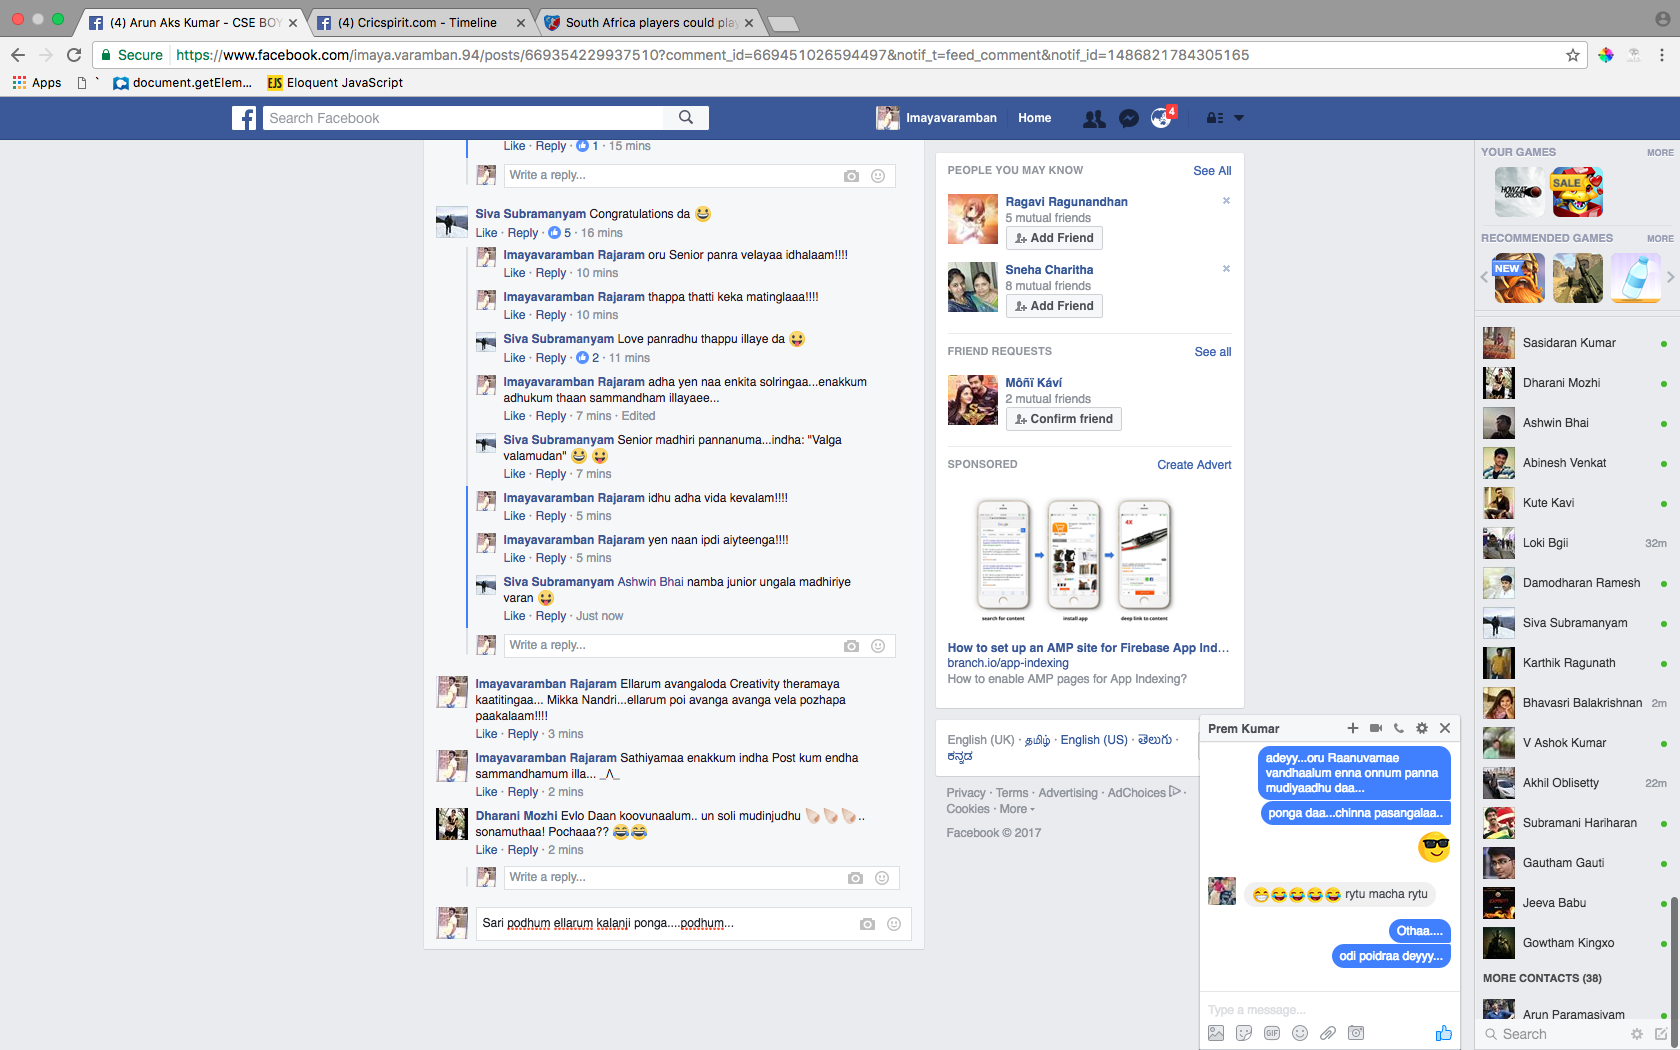 (4) Arun Aks Kumar - CSE BOY
(4) Cricspirit.com - Timeline
South Africa players could play
Secure
https://www.facebook.com/imaya.varamban.94/posts/669354229937510?comment_id=669451026594497&notif_t=feed_comment&notif_id=1486821784305165
Apps
document.getElem...
EJS Eloquent JavaScript
Search Facebook
Imayavaramban
Home
4
Like · Reply · 1 · 15 mins
Write a reply...
Siva Subramanyam Congratulations da 😀
Like · Reply · 5 · 16 mins
Imayavaramban Rajaram oru Senior panra velayaa idhalaam!!!!
Like · Reply · 10 mins
Imayavaramban Rajaram thappa thatti keka matinglaaa!!!!
Like · Reply · 10 mins
Siva Subramanyam Love panradhu thappu illaye da 😜
Like · Reply · 2 · 11 mins
Imayavaramban Rajaram adha yen naa enkita solringaa...enakkum
adhukum thaan sammandham illayaee...
Like · Reply · 7 mins · Edited
Siva Subramanyam Senior madhiri pannanuma...indha: "Valga
valamudan" 😀 😜
Like · Reply · 7 mins
Imayavaramban Rajaram idhu adha vida kevalam!!!!
Like · Reply · 5 mins
Imayavaramban Rajaram yen naan ipdi aiyteenga!!!!
Like · Reply · 5 mins
Siva Subramanyam Ashwin Bhai namba junior ungala madhiriye
varan 😜
Like · Reply · Just now
Write a reply...
Imayavaramban Rajaram Ellarum avangaloda Creativity theramaya
kaatitingaa... Mikka Nandri...ellarum poi avanga avanga vela pozhapa
paakalaam!!!!
Like · Reply · 3 mins
Imayavaramban Rajaram Sathiyamaa enakkum indha Post kum endha
sammandhamum illa... _/\_
Like · Reply · 2 mins
Dharani Mozhi Evlo Daan koovunaalum.. un soli mudinjudhu 🐚🐚🐚..
sonamuthaa! Pochaaa?? 😂😂
Like · Reply · 2 mins
Write a reply...
Sari podhum ellarum kalanji ponga....podhum...
PEOPLE YOU MAY KNOW
See All
Ragavi Ragunandhan
5 mutual friends
Add Friend
Sneha Charitha
8 mutual friends
Add Friend
FRIEND REQUESTS
See all
Môñï Káví
2 mutual friends
Confirm friend
SPONSORED
Create Advert
4X
search for content
install app
deep link to content
How to set up an AMP site for Firebase App Ind...
branch.io/app-indexing
How to enable AMP pages for App Indexing?
English (UK) · தமிழ் · English (US) · తెలుగు ·
ಕನ್ನಡ
Privacy · Terms · Advertising · AdChoices ·
Cookies · More
Facebook © 2017
Prem Kumar
adeyy...oru Raanuvamae
vandhaalum enna onnum panna
mudiyaadhu daa...
ponga daa...chinna pasangalaa..
😎
😁😂😂😂😂 rytu macha rytu
Othaa....
odi poidraa deyyy...
Type a message...
GIF
YOUR GAMES
MORE
HOWZAT
CRICKET
SALE
RECOMMENDED GAMES
MORE
NEW
Sasidaran Kumar
Dharani Mozhi
Ashwin Bhai
Abinesh Venkat
Kute Kavi
Loki Bgii 32m
Damodharan Ramesh
Siva Subramanyam
Karthik Ragunath
Bhavasri Balakrishnan 2m
V Ashok Kumar
Akhil Oblisetty 22m
Subramani Hariharan
Gautham Gauti
Jeeva Babu
Gowtham Kingxo
MORE CONTACTS (38)
Arun Paramasivam
Search